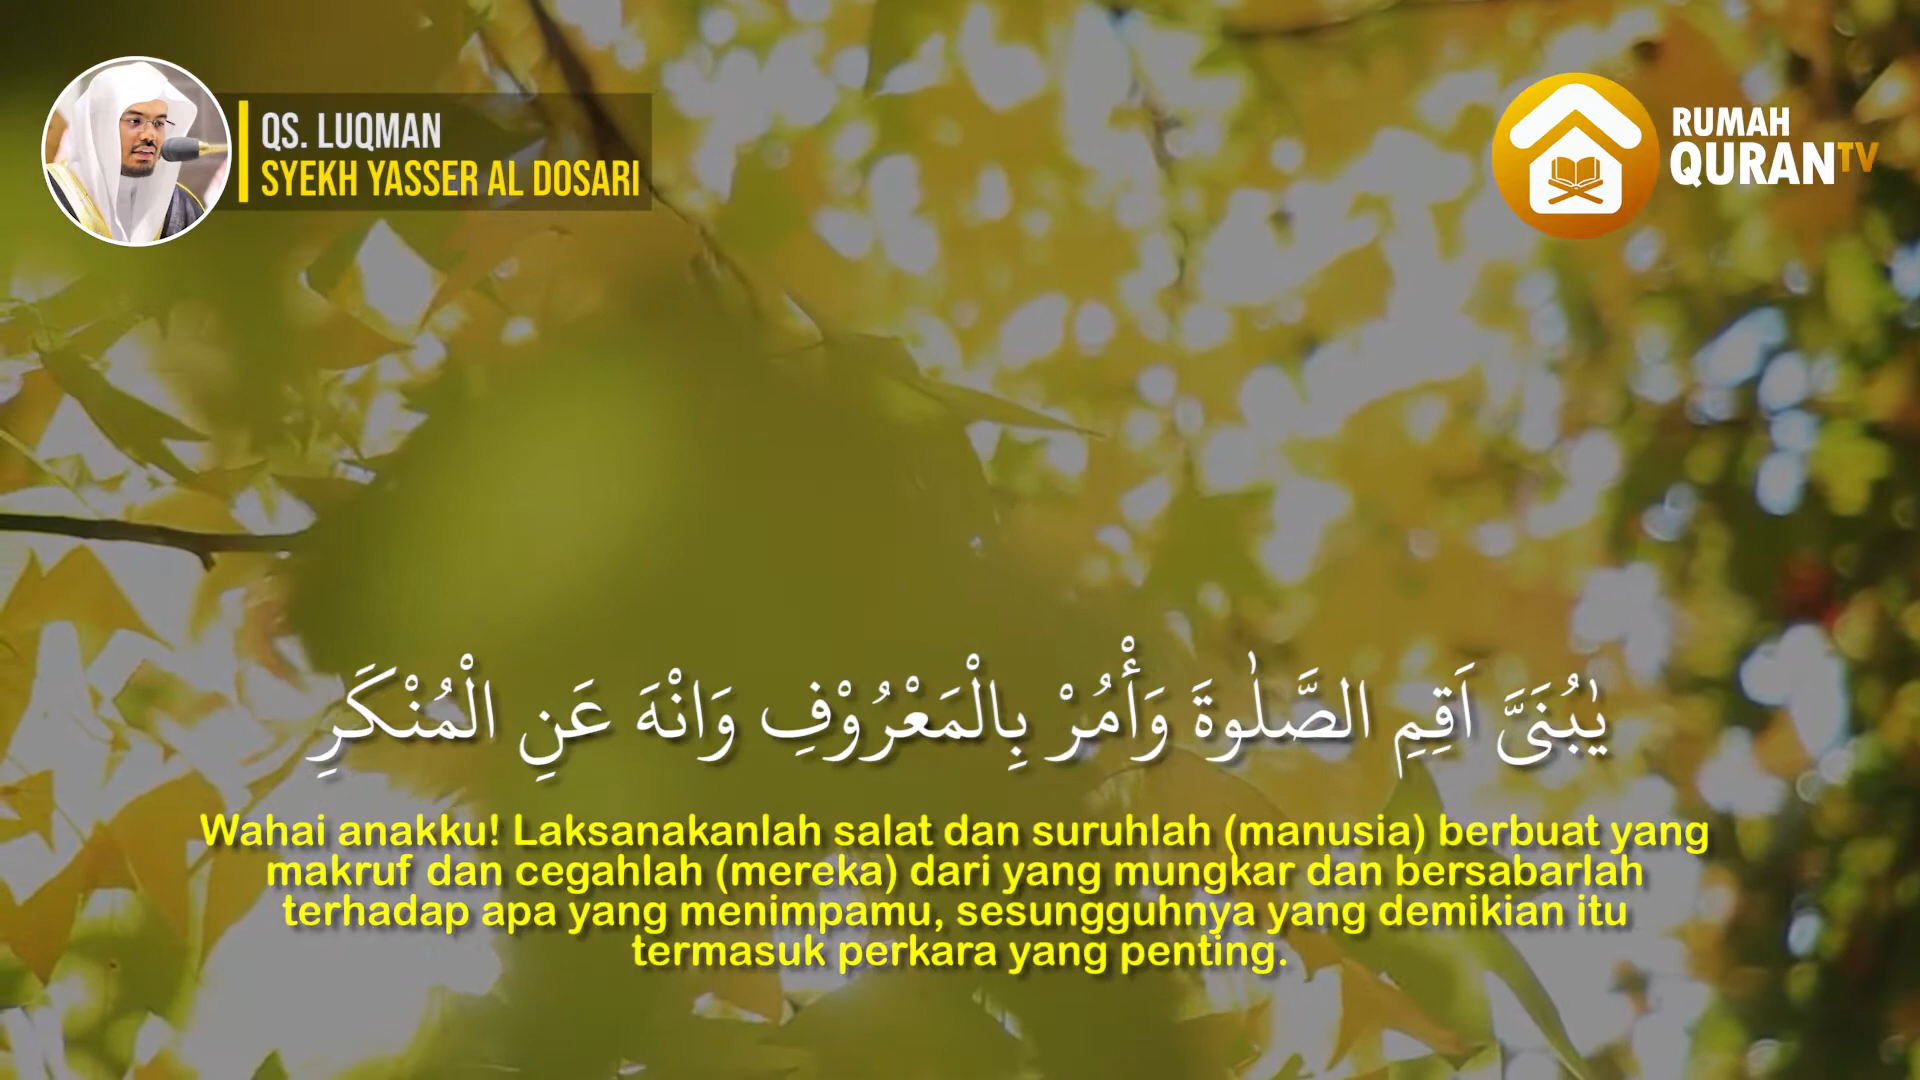 QS. LUQMAN
SYEKH YASSER AL DOSARI
RUMAH
QURANTV
يٰبُنَيَّ اَقِمِ الصَّلٰوةَ وَأْمُرْ بِالْمَعْرُوْفِ وَانْهَ عَنِ الْمُنْكَرِ
Wahai anakku! Laksanakanlah salat dan suruhlah (manusia) berbuat yang
makruf dan cegahlah (mereka) dari yang mungkar dan bersabarlah
terhadap apa yang menimpamu, sesungguhnya yang demikian itu
termasuk perkara yang penting.